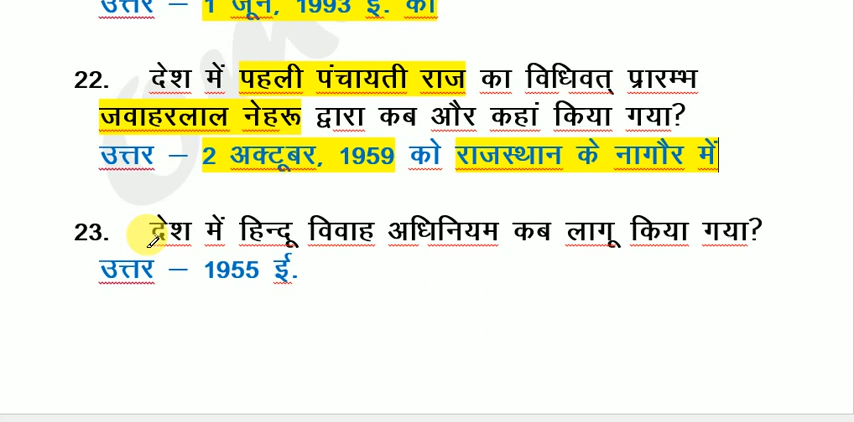 उत्तर – 1 जून, 1993 ई. को
22. देश में पहली पंचायती राज का विधिवत् प्रारम्भ
जवाहरलाल नेहरू द्वारा कब और कहां किया गया?
उत्तर – 2 अक्टूबर, 1959 को राजस्थान के नागौर में
23. देश में हिन्दू विवाह अधिनियम कब लागू किया गया?
उत्तर – 1955 ई.